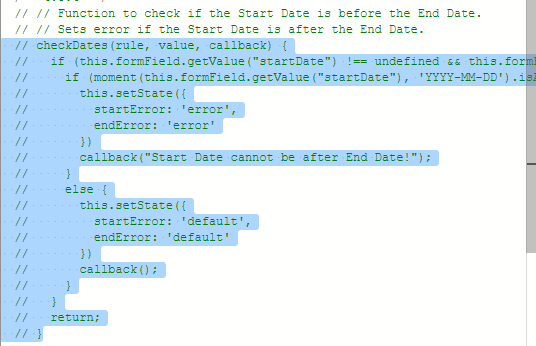 // // Function to check if the Start Date is before the End Date.
// // Sets error if the Start Date is after the End Date.
// checkDates(rule, value, callback) {
//   if (this.formField.getValue("startDate") !== undefined && this.form
//     if (moment(this.formField.getValue("startDate"), 'YYYY-MM-DD').is
//       this.setState({
//         startError: 'error',
//         endError: 'error'
//       })
//       callback("Start Date cannot be after End Date!");
//     }
//     else {
//       this.setState({
//         startError: 'default',
//         endError: 'default'
//       })
//       callback();
//     }
//   }
//   return;
// }